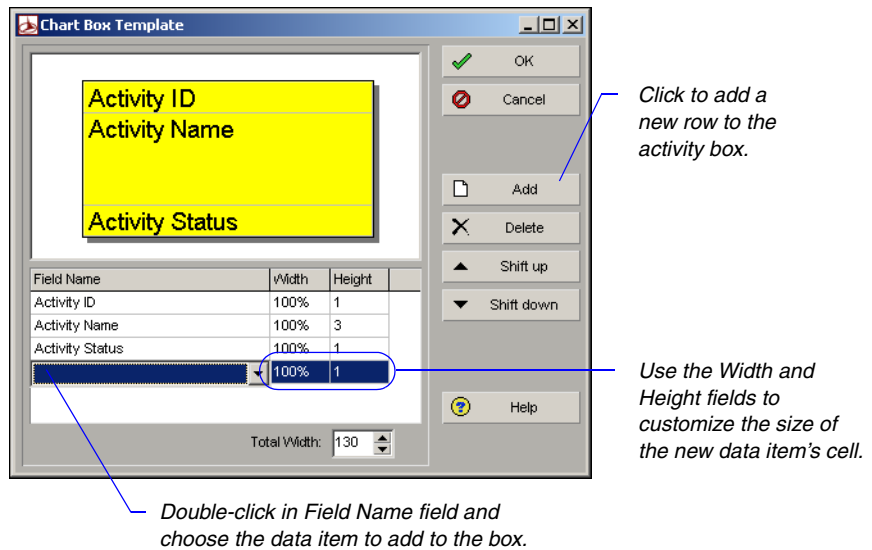 Chart Box Template
Activity ID
Activity Name
Activity Status
Field Name Width Height
Activity ID 100% 1
Activity Name 100% 3
Activity Status 100% 1
100% 1
Total Width: 130
OK
Cancel
Add
Delete
Shift up
Shift down
Help
Click to add a
new row to the
activity box.
Use the Width and
Height fields to
customize the size of
the new data item's cell.
Double-click in Field Name field and
choose the data item to add to the box.